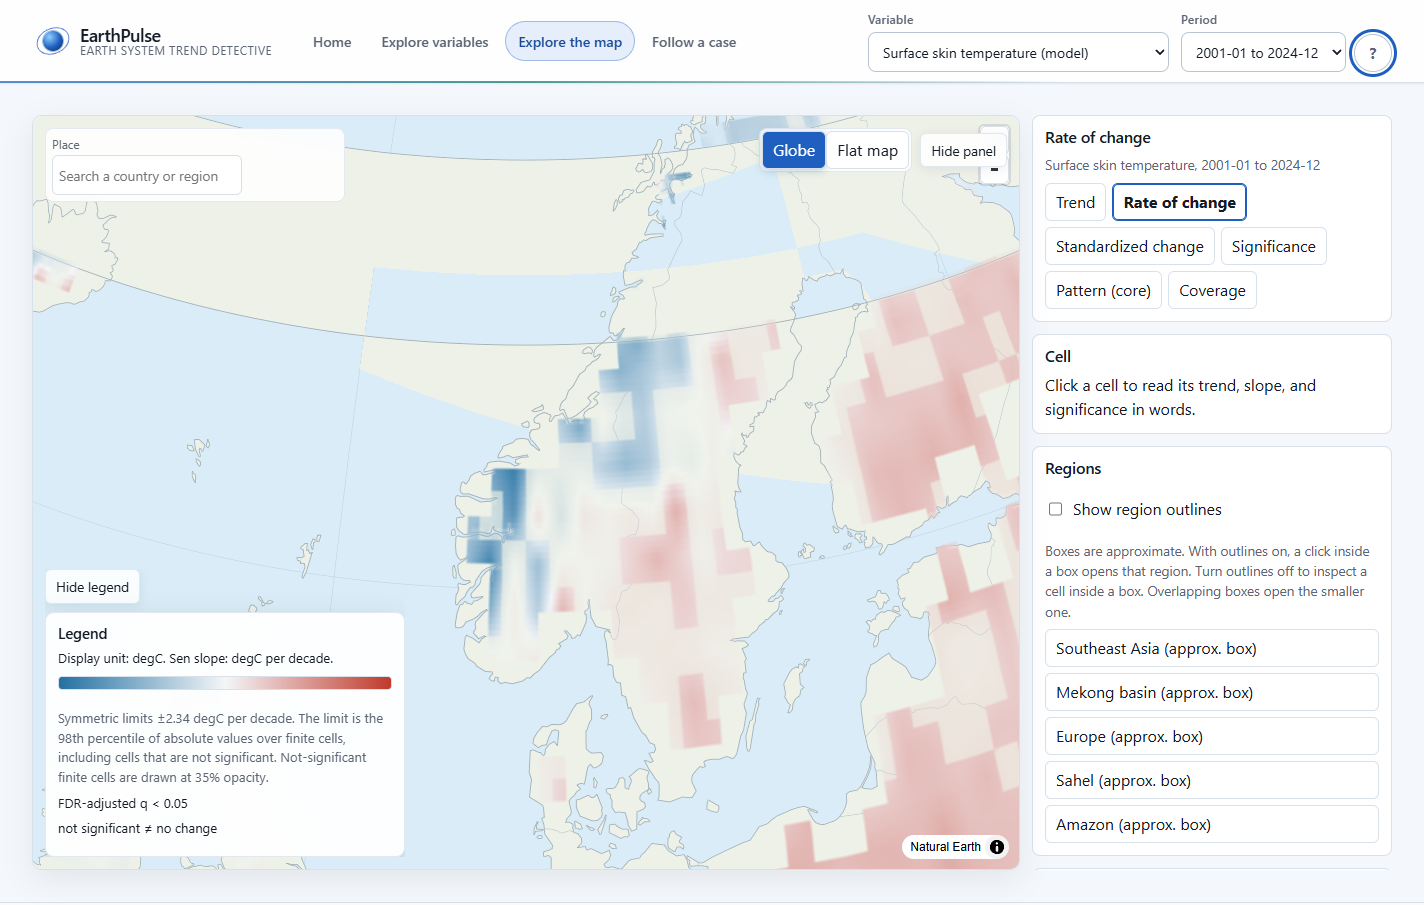 EarthPulse
EARTH SYSTEM TREND DETECTIVE
Home
Explore variables
Explore the map
Follow a case
Variable
Surface skin temperature (model)
Period
2001-01 to 2024-12
?
Place
Search a country or region
Globe
Flat map
Hide panel
Hide legend
Legend
Display unit: degC. Sen slope: degC per decade.
Symmetric limits ±2.34 degC per decade. The limit is the
98th percentile of absolute values over finite cells,
including cells that are not significant. Not-significant
finite cells are drawn at 35% opacity.
FDR-adjusted q < 0.05
not significant ≠ no change
Natural Earth
Rate of change
Surface skin temperature, 2001-01 to 2024-12
Trend
Rate of change
Standardized change
Significance
Pattern (core)
Coverage
Cell
Click a cell to read its trend, slope, and
significance in words.
Regions
Show region outlines
Boxes are approximate. With outlines on, a click inside
a box opens that region. Turn outlines off to inspect a
cell inside a box. Overlapping boxes open the smaller
one.
Southeast Asia (approx. box)
Mekong basin (approx. box)
Europe (approx. box)
Sahel (approx. box)
Amazon (approx. box)